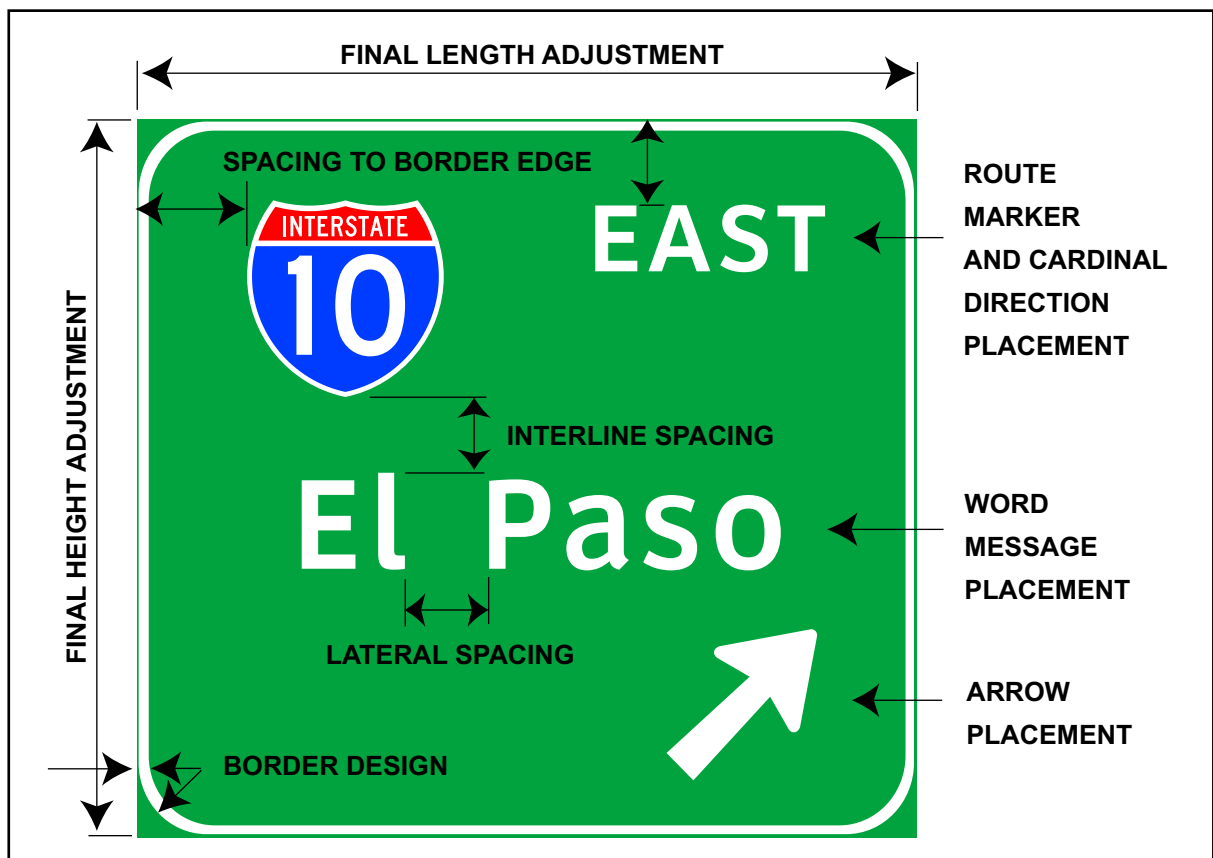 FINAL LENGTH ADJUSTMENT
SPACING TO BORDER EDGE
INTERSTATE
10
EAST
ROUTE
MARKER
AND CARDINAL
DIRECTION
PLACEMENT
FINAL HEIGHT ADJUSTMENT
INTERLINE SPACING
El Paso
WORD
MESSAGE
PLACEMENT
LATERAL SPACING
ARROW
PLACEMENT
BORDER DESIGN